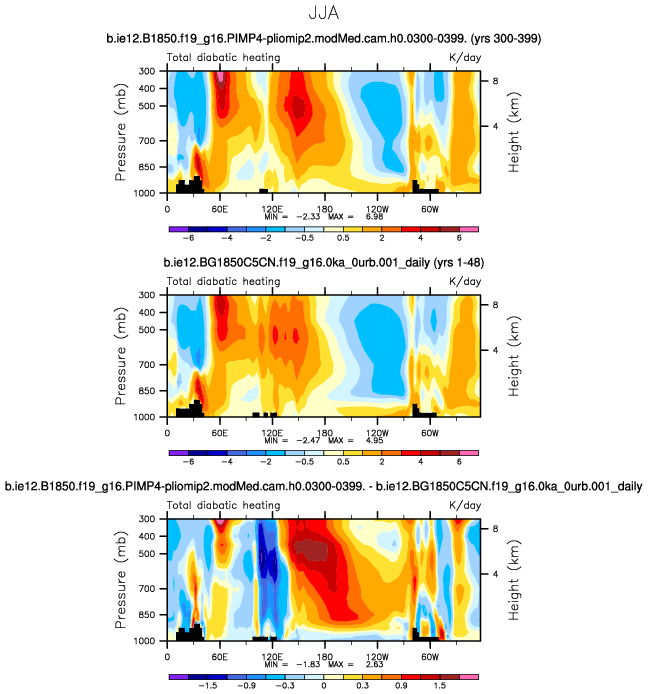 JJA
b.ie12.B1850.f19_g16.PIMP4-pliomip2.modMed.cam.h0.0300-0399. (yrs 300-399)
Total diabatic heating K/day
300
500
700
850
1000
Pressure (mb)
8
4
Height (km)
0 60E 120E 180 120W 60W
MIN = -2.33 MAX = 6.98
-6 -4 -2 -0.5 0.5 2 4 6
b.ie12.BG1850C5CN.f19_g16.0ka_0urb.001_daily (yrs 1-48)
Total diabatic heating K/day
300
500
700
850
1000
Pressure (mb)
8
4
Height (km)
0 60E 120E 180 120W 60W
MIN = -2.47 MAX = 4.95
-6 -4 -2 -0.5 0.5 2 4 6
b.ie12.B1850.f19_g16.PIMP4-pliomip2.modMed.cam.h0.0300-0399. - b.ie12.BG1850C5CN.f19_g16.0ka_0urb.001_daily
Total diabatic heating K/day
300
500
700
850
1000
Pressure (mb)
8
4
Height (km)
0 60E 120E 180 120W 60W
MIN = -1.83 MAX = 2.63
-1.5 -0.9 -0.3 0 0.3 0.9 1.5